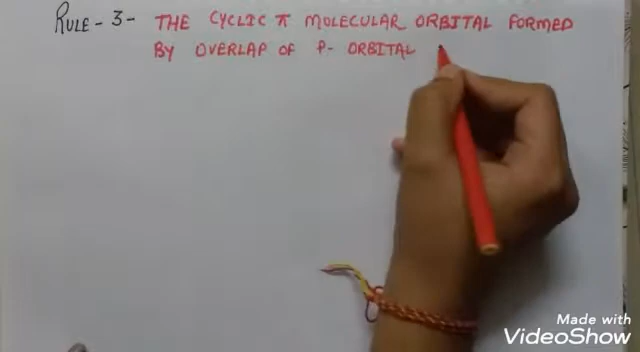 RULE-3- THE CYCLIC π MOLECULAR ORBITAL FORMED
BY OVERLAP OF P-ORBITAL
Made with
VideoShow